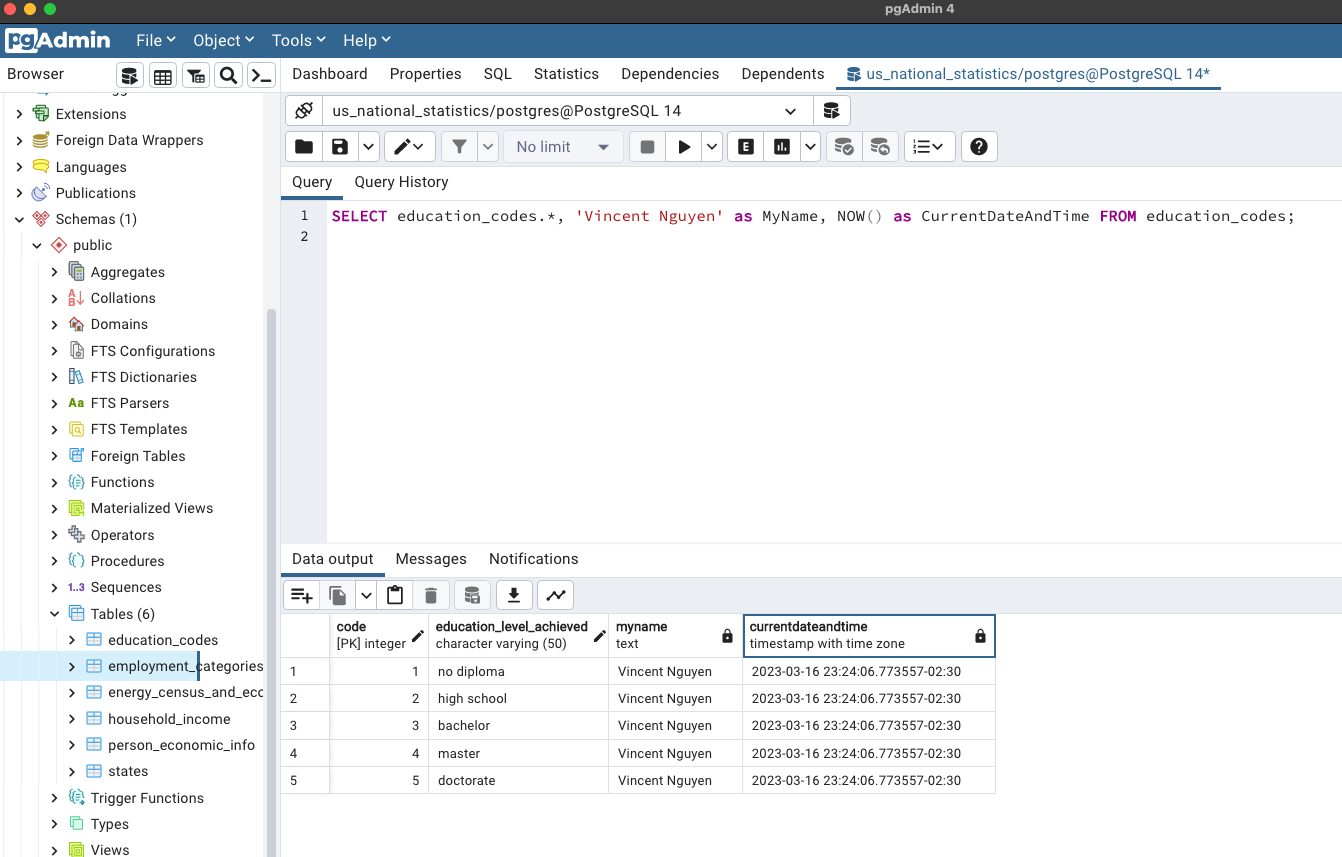 pgAdmin 4
pgAdmin File Object Tools Help
Browser
Dashboard Properties SQL Statistics Dependencies Dependents us_national_statistics/postgres@PostgreSQL 14*
Extensions
Foreign Data Wrappers
Languages
Publications
Schemas (1)
public
Aggregates
Collations
Domains
FTS Configurations
FTS Dictionaries
Aa FTS Parsers
FTS Templates
Foreign Tables
Functions
Materialized Views
Operators
Procedures
1..3 Sequences
Tables (6)
education_codes
employment_categories
energy_census_and_ecc
household_income
person_economic_info
states
Trigger Functions
Types
Views
us_national_statistics/postgres@PostgreSQL 14
No limit E
Query Query History
1 SELECT education_codes.*, 'Vincent Nguyen' as MyName, NOW() as CurrentDateAndTime FROM education_codes;
2
Data output Messages Notifications
code education_level_achieved myname currentdateandtime
[PK] integer character varying (50) text timestamp with time zone
1 1 no diploma Vincent Nguyen 2023-03-16 23:24:06.773557-02:30
2 2 high school Vincent Nguyen 2023-03-16 23:24:06.773557-02:30
3 3 bachelor Vincent Nguyen 2023-03-16 23:24:06.773557-02:30
4 4 master Vincent Nguyen 2023-03-16 23:24:06.773557-02:30
5 5 doctorate Vincent Nguyen 2023-03-16 23:24:06.773557-02:30